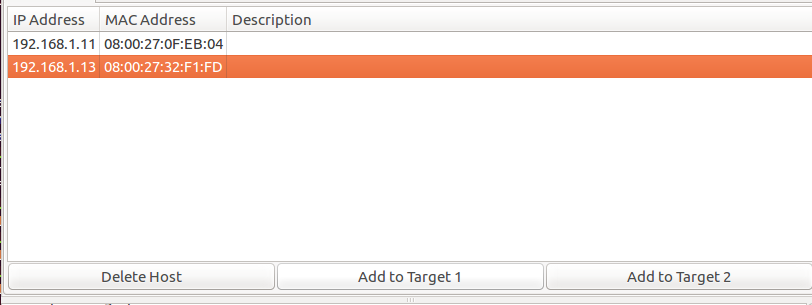 IP Address MAC Address Description
192.168.1.11 08:00:27:0F:EB:04
192.168.1.13 08:00:27:32:F1:FD
Delete Host Add to Target 1 Add to Target 2